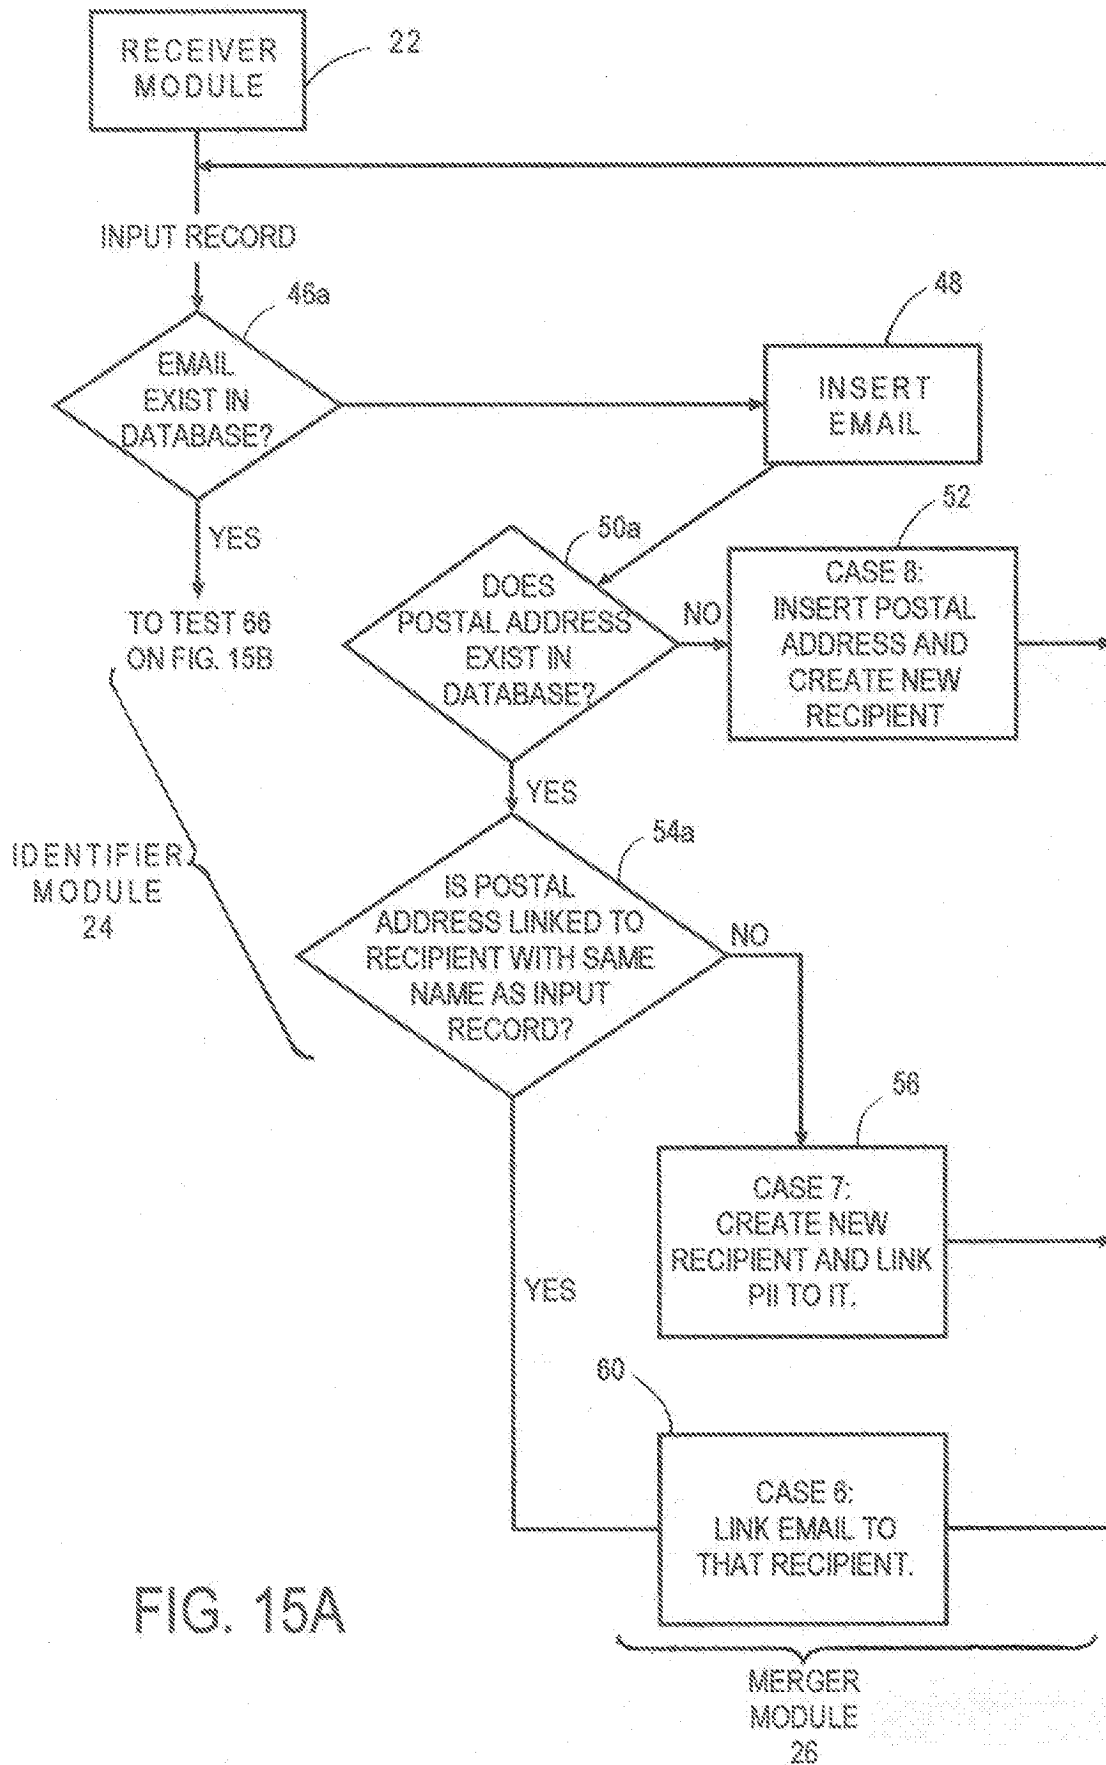 RECEIVER
MODULE
22
INPUT RECORD
46a
EMAIL
EXIST IN
DATABASE?
48
INSERT
EMAIL
YES
TO TEST 66
ON FIG. 15B
50a
DOES
POSTAL ADDRESS
EXIST IN
DATABASE?
NO
52
CASE 8:
INSERT POSTAL
ADDRESS AND
CREATE NEW
RECIPIENT
YES
IDENTIFIER
MODULE
24
54a
IS POSTAL
ADDRESS LINKED TO
RECIPIENT WITH SAME
NAME AS INPUT
RECORD?
NO
56
CASE 7:
CREATE NEW
RECIPIENT AND LINK
PII TO IT.
YES
60
CASE 6:
LINK EMAIL TO
THAT RECIPIENT.
FIG. 15A
MERGER
MODULE
26